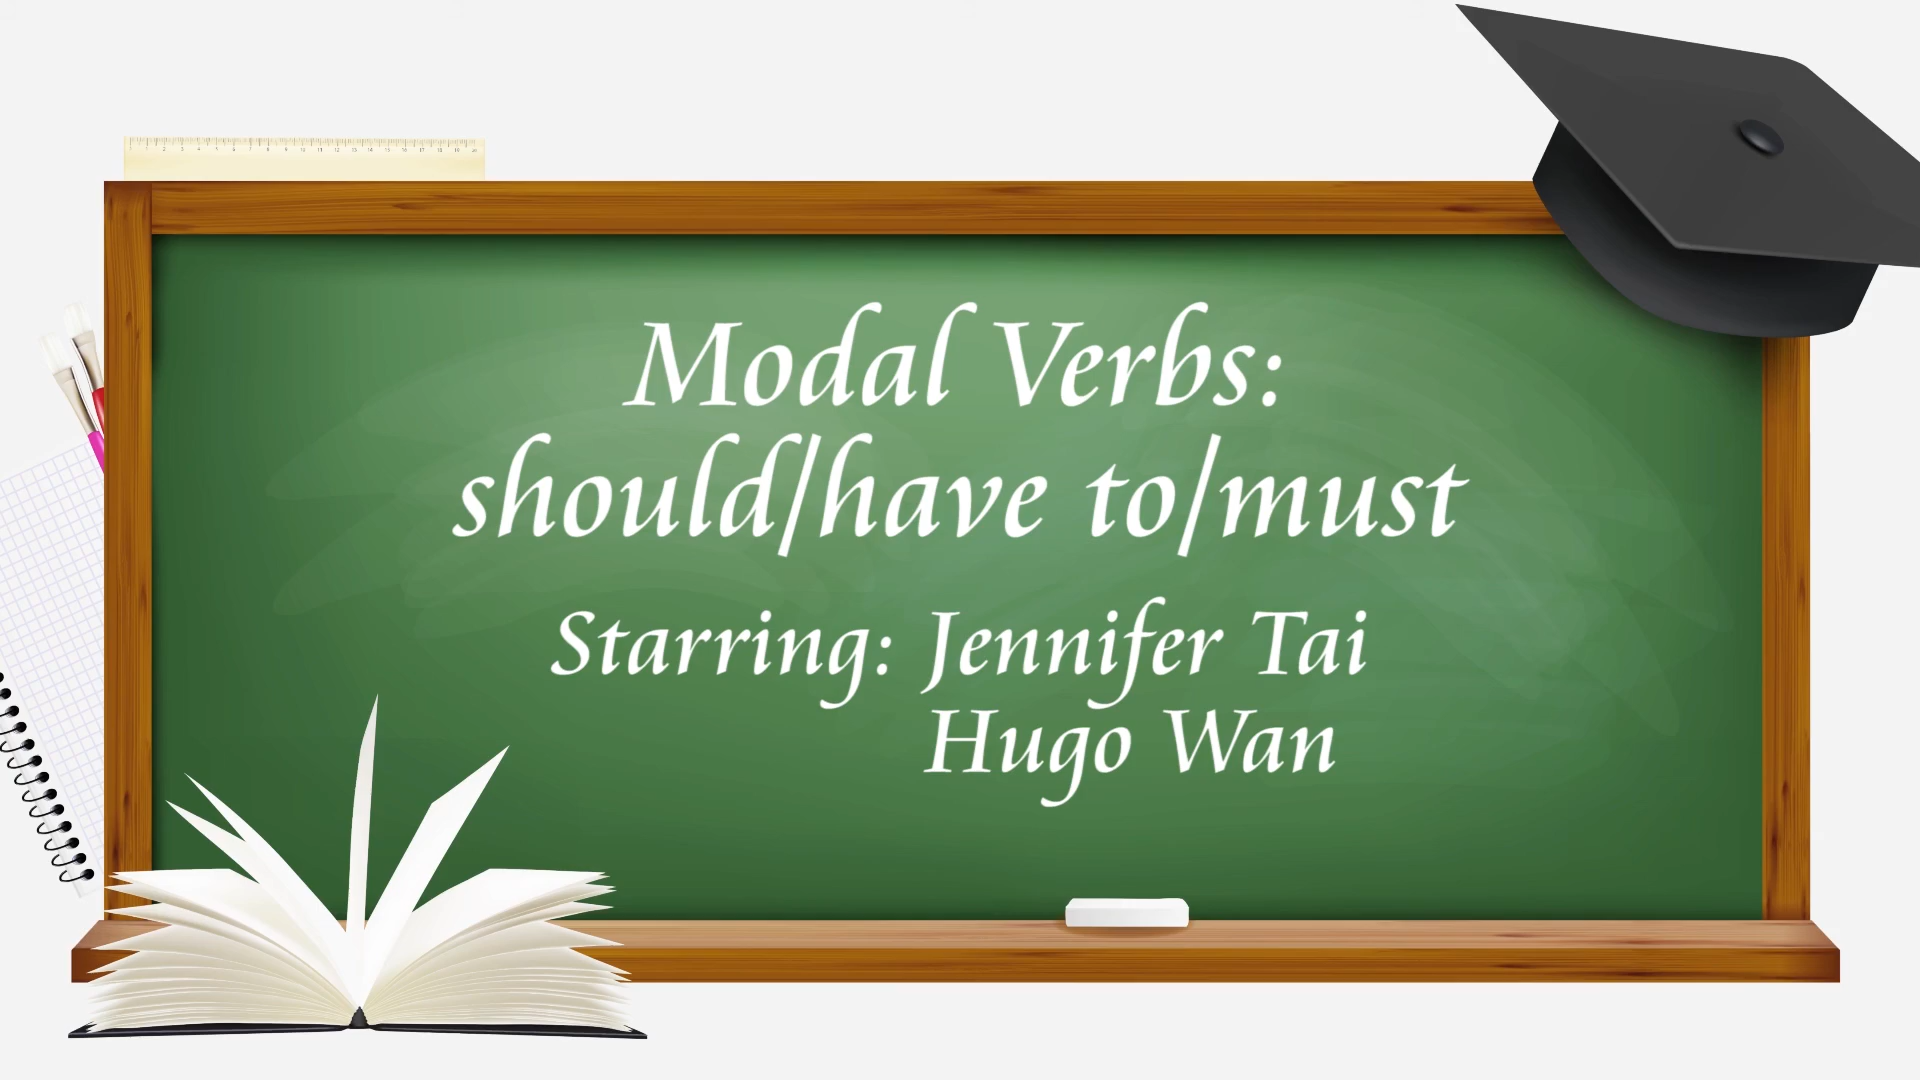 Modal Verbs:
should/have to/must
Starring: Jennifer Tai
Hugo Wan